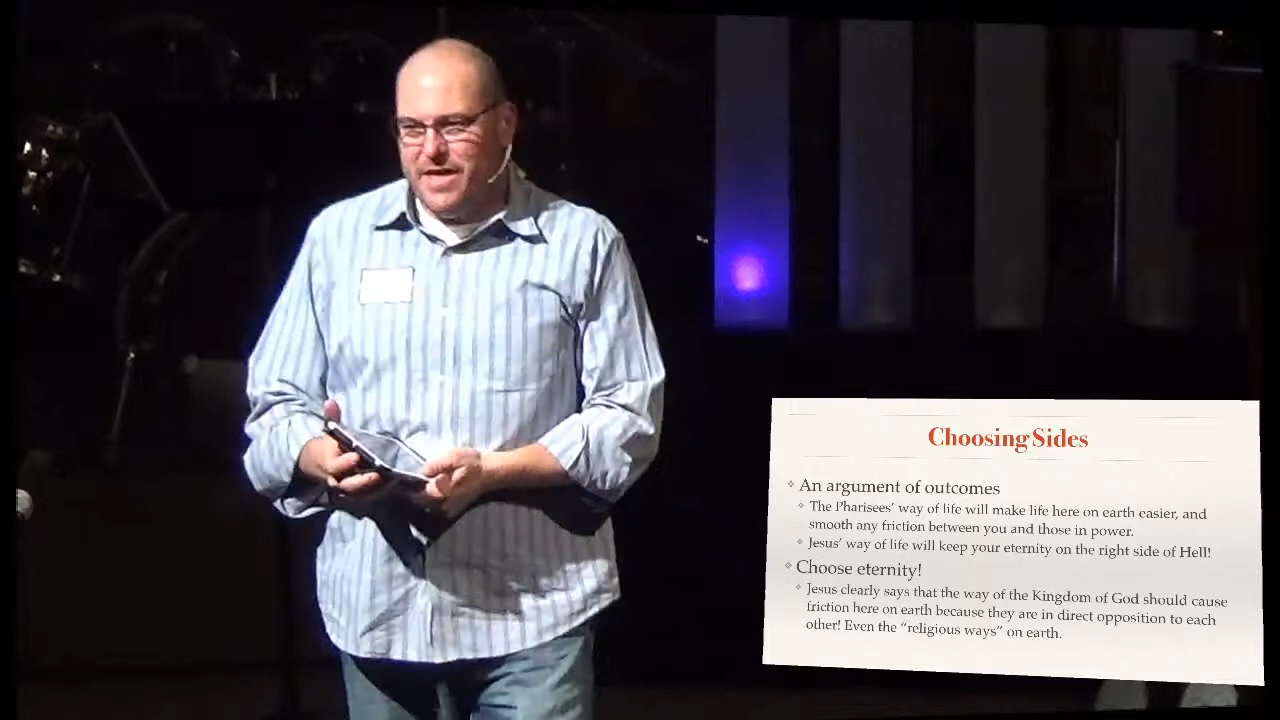 Choosing Sides
An argument of outcomes
The Pharisees’ way of life will make life here on earth easier, and
smooth any friction between you and those in power.
Jesus’ way of life will keep your eternity on the right side of Hell!
Choose eternity!
Jesus clearly says that the way of the Kingdom of God should cause
friction here on earth because they are in direct opposition to each
other! Even the “religious ways” on earth.